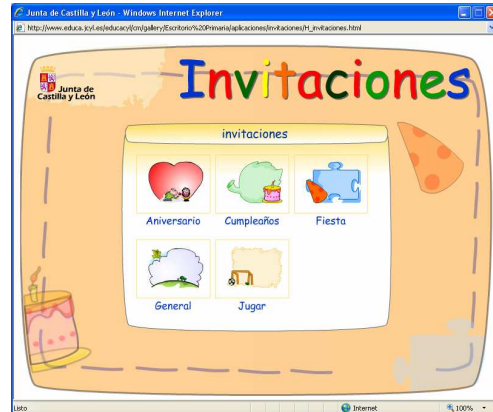 Junta de Castilla y León - Windows Internet Explorer
http://www.educa.jcyl.es/educacyl/cm/gallery/Escritorio%20Primaria/aplicaciones/invitaciones/H_invitaciones.html
Junta de
Castilla y León
Invitaciones
invitaciones
Aniversario Cumpleaños Fiesta
General Jugar
Listo Internet 100%